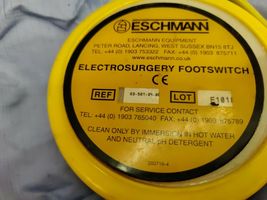 ESCHMANN
ESCHMANN EQUIPMENT
PETER ROAD, LANCING, WEST SUSSEX BN15 8TJ
TEL: +44 (0) 1903 753322 FAX: +44 (0) 1903 875711
www.eschmann.co.uk
ELECTROSURGERY FOOTSWITCH
CE
REF LOT
FOR SERVICE CONTACT
TEL: +44 (0) 1903 765040 FAX: +44 (0) 1903 875789
CLEAN ONLY BY IMMERSION IN HOT WATER
AND NEUTRAL pH DETERGENT